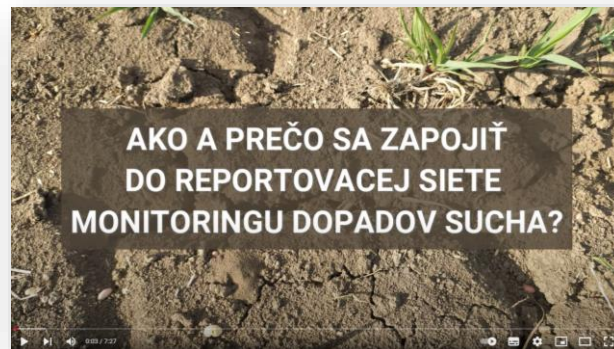 AKO A PREČO SA ZAPOJIŤ
DO REPORTOVACEJ SIETE
MONITORINGU DOPADOV SUCHA?
0:03 / 7:27